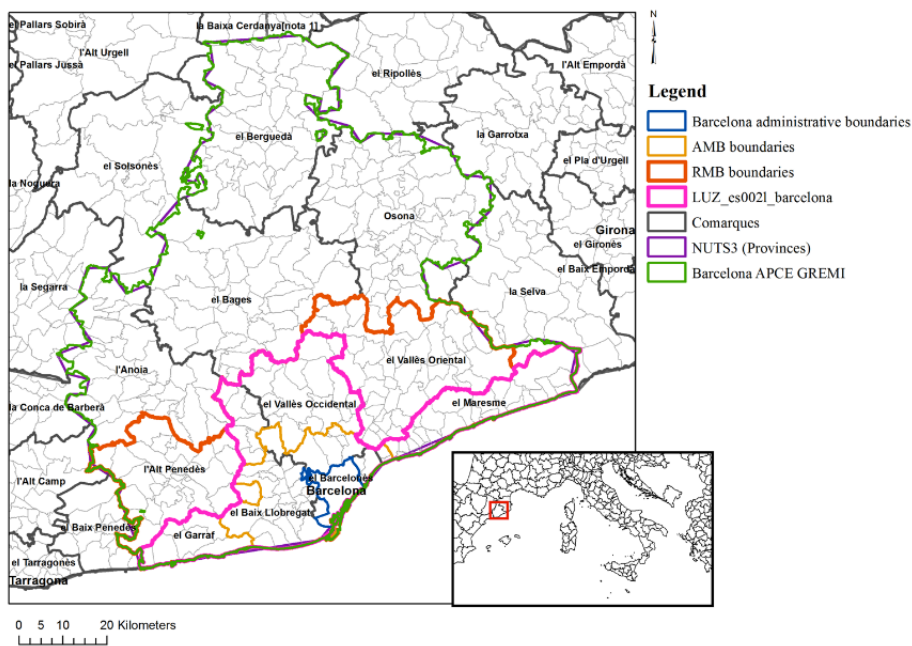 el Pallars Sobirà
la Baixa Cerdanya[nota 1]
l'Alt Urgell
el Pallars Jussà
el Ripollès
l'Alt Empordà
la Garrotxa
el Berguedà
el Pla d'Urgell
el Solsonès
la Noguera
Osona
Girona
el Gironès
el Baix Empordà
la Segarra
la Selva
el Bages
el Vallès Oriental
l'Anoia
el Vallès Occidental
el Maresme
la Conca de Barberà
l'Alt Penedès
l'Alt Camp
el Barcelonès
Barcelona
el Baix Llobregat
el Baix Penedès
el Garraf
el Tarragonès
Tarragona
0 5 10 20 Kilometers
N
Legend
Barcelona administrative boundaries
AMB boundaries
RMB boundaries
LUZ_es002l_barcelona
Comarques
NUTS3 (Provinces)
Barcelona APCE GREMI